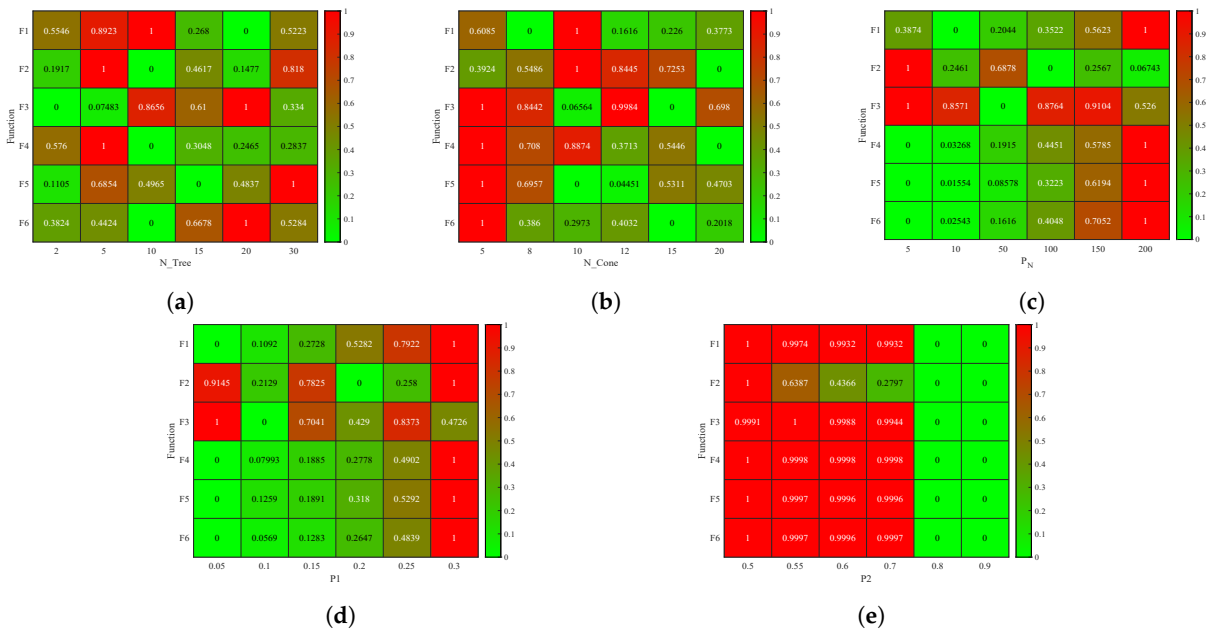 F1 0.5546 0.8923 1 0.268 0 0.5223
F2 0.1917 1 0 0.4617 0.1477 0.818
F3 0 0.07483 0.8656 0.61 1 0.334
F4 0.576 1 0 0.3048 0.2465 0.2837
F5 0.1105 0.6854 0.4965 0 0.4837 1
F6 0.3824 0.4424 0 0.6678 1 0.5284
Function
2 5 10 15 20 30
N_Tree
1
0.9
0.8
0.7
0.6
0.5
0.4
0.3
0.2
0.1
0
(a)
F1 0.6085 0 1 0.1616 0.226 0.3773
F2 0.3924 0.5486 1 0.8445 0.7253 0
F3 1 0.8442 0.06564 0.9984 0 0.698
F4 1 0.708 0.8874 0.3713 0.5446 0
F5 1 0.6957 0 0.04451 0.5311 0.4703
F6 1 0.386 0.2973 0.4032 0 0.2018
Function
5 8 10 12 15 20
N_Cone
1
0.9
0.8
0.7
0.6
0.5
0.4
0.3
0.2
0.1
0
(b)
F1 0.3874 0 0.2044 0.3522 0.5623 1
F2 1 0.2461 0.6878 0 0.2567 0.06743
F3 1 0.8571 0 0.8764 0.9104 0.526
F4 0 0.03268 0.1915 0.4451 0.5785 1
F5 0 0.01554 0.08578 0.3223 0.6194 1
F6 0 0.02543 0.1616 0.4048 0.7052 1
Function
5 10 50 100 150 200
P_N
1
0.9
0.8
0.7
0.6
0.5
0.4
0.3
0.2
0.1
0
(c)
F1 0 0.1092 0.2728 0.5282 0.7922 1
F2 0.9145 0.2129 0.7825 0 0.258 1
F3 1 0 0.7041 0.429 0.8373 0.4726
F4 0 0.07993 0.1885 0.2778 0.4902 1
F5 0 0.1259 0.1891 0.318 0.5292 1
F6 0 0.0569 0.1283 0.2647 0.4839 1
Function
0.05 0.1 0.15 0.2 0.25 0.3
P1
1
0.9
0.8
0.7
0.6
0.5
0.4
0.3
0.2
0.1
0
(d)
F1 1 0.9974 0.9932 0.9932 0 0
F2 1 0.6387 0.4366 0.2797 0 0
F3 0.9991 1 0.9988 0.9944 0 0
F4 1 0.9998 0.9998 0.9998 0 0
F5 1 0.9997 0.9996 0.9996 0 0
F6 1 0.9997 0.9996 0.9997 0 0
Function
0.5 0.55 0.6 0.7 0.8 0.9
P2
1
0.9
0.8
0.7
0.6
0.5
0.4
0.3
0.2
0.1
0
(e)